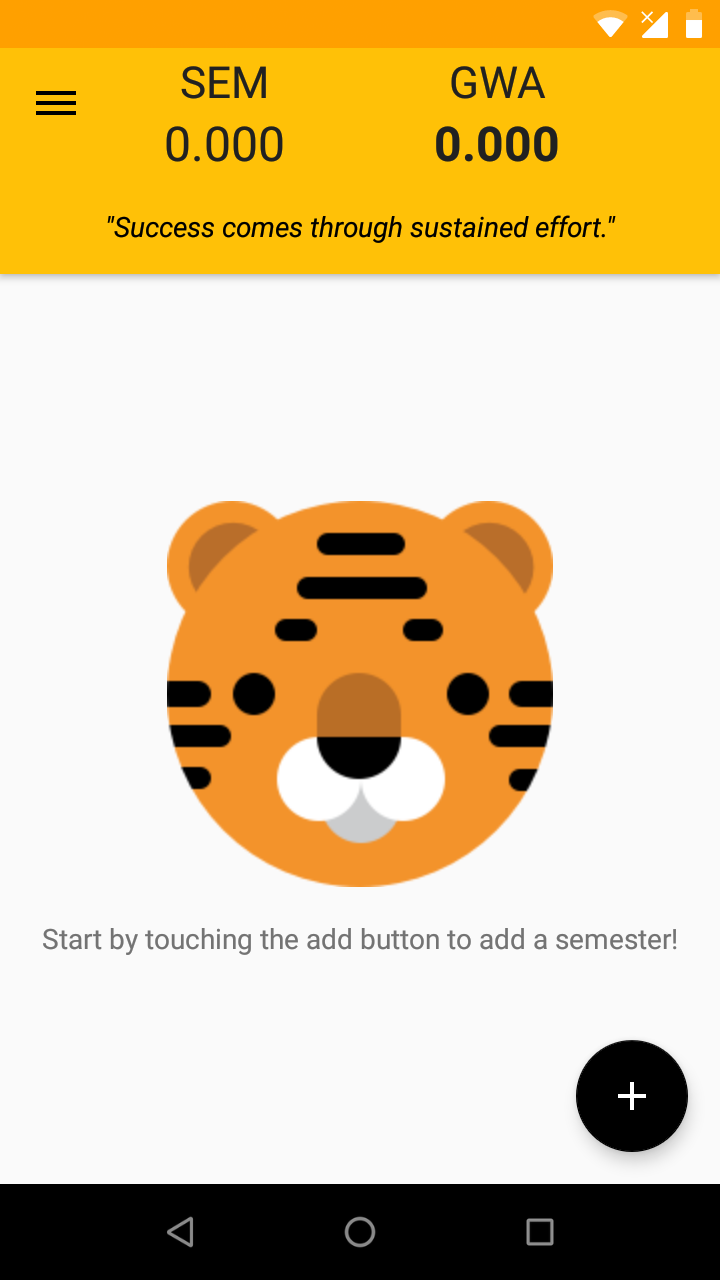 SEM GWA
0.000 0.000
"Success comes through sustained effort."
Start by touching the add button to add a semester!